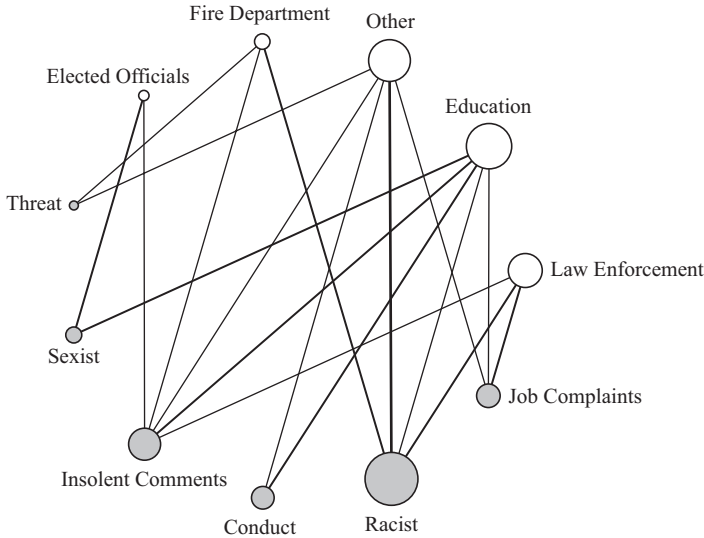 Fire Department
Other
Elected Officials
Education
Threat
Law Enforcement
Sexist
Job Complaints
Insolent Comments
Conduct
Racist